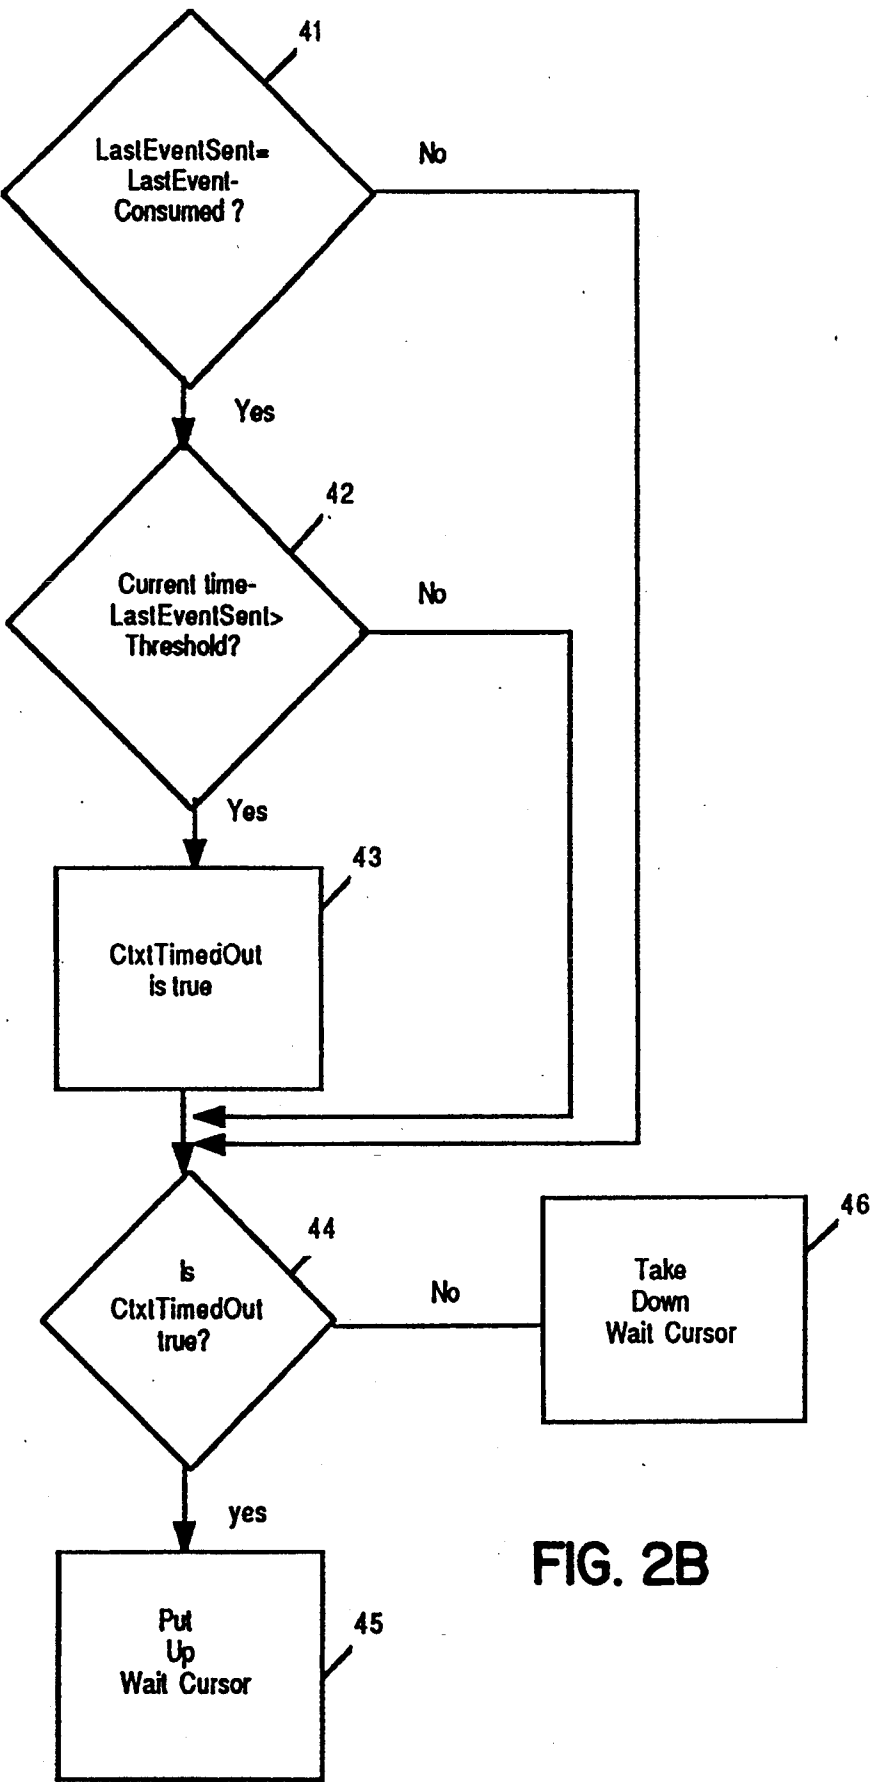 41
LastEventSent=
LastEvent-
Consumed ?
No
Yes
42
Current time-
LastEventSent>
Threshold?
No
Yes
43
CtxtTimedOut
is true
44
Is
CtxtTimedOut
true?
No
46
Take
Down
Wait Cursor
yes
FIG. 2B
45
Put
Up
Wait Cursor